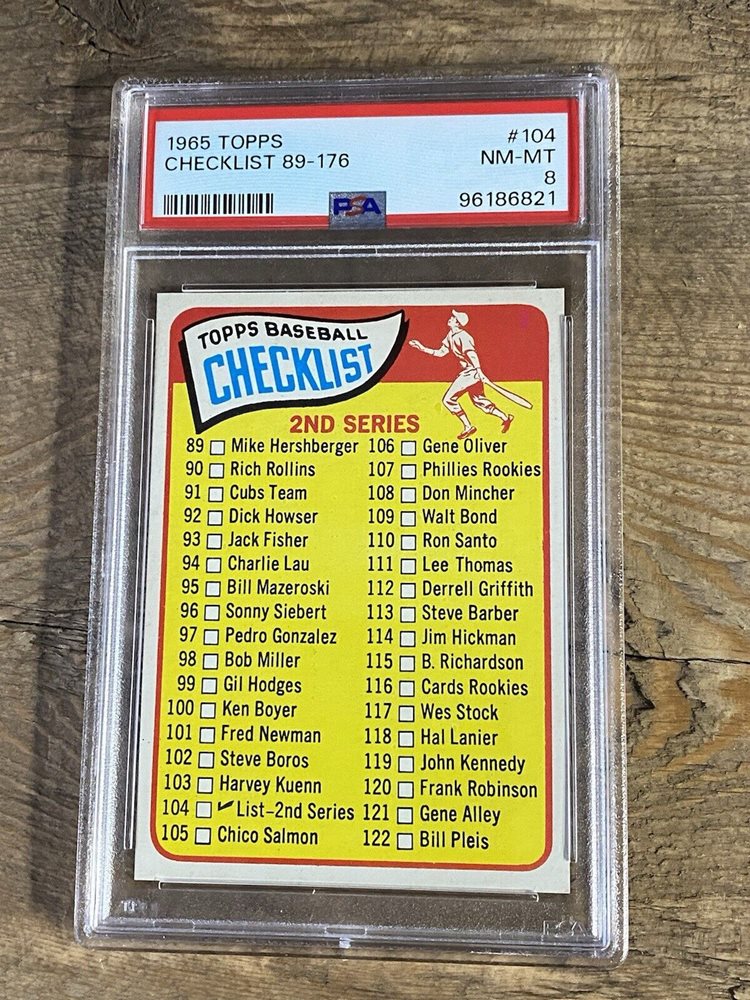 1965 TOPPS #104
CHECKLIST 89-176 NM-MT
8
PSA 96186821
TOPPS BASEBALL
CHECKLIST
2ND SERIES
89 Mike Hershberger 106 Gene Oliver
90 Rich Rollins 107 Phillies Rookies
91 Cubs Team 108 Don Mincher
92 Dick Howser 109 Walt Bond
93 Jack Fisher 110 Ron Santo
94 Charlie Lau 111 Lee Thomas
95 Bill Mazeroski 112 Derrell Griffith
96 Sonny Siebert 113 Steve Barber
97 Pedro Gonzalez 114 Jim Hickman
98 Bob Miller 115 B. Richardson
99 Gil Hodges 116 Cards Rookies
100 Ken Boyer 117 Wes Stock
101 Fred Newman 118 Hal Lanier
102 Steve Boros 119 John Kennedy
103 Harvey Kuenn 120 Frank Robinson
104 List-2nd Series 121 Gene Alley
105 Chico Salmon 122 Bill Pleis